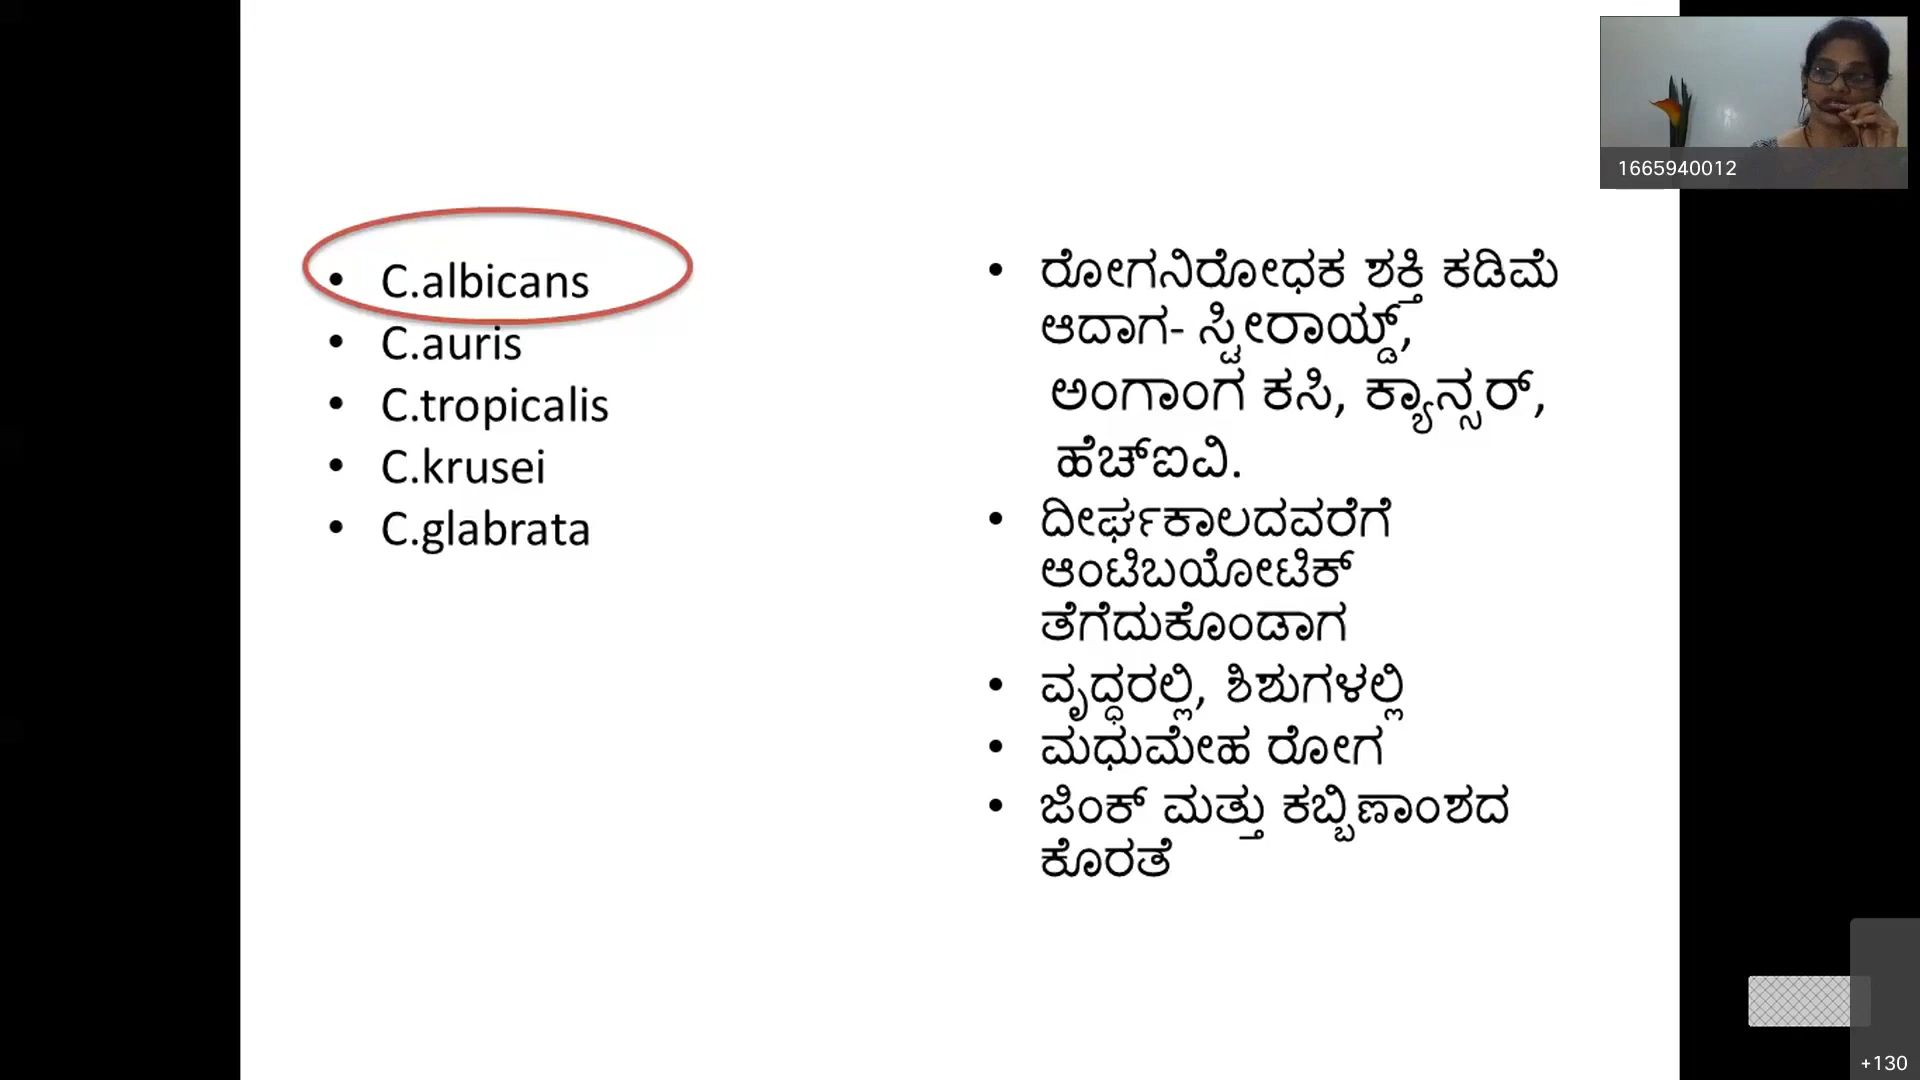 1665940012
• C.albicans
• C.auris
• C.tropicalis
• C.krusei
• C.glabrata
• ರೋಗನಿರೋಧಕ ಶಕ್ತಿ ಕಡಿಮೆ
ಆದಾಗ- ಸ್ಟೀರಾಯ್ಡ್,
ಅಂಗಾಂಗ ಕಸಿ, ಕ್ಯಾನ್ಸರ್,
ಹೆಚ್‌ಐವಿ.
• ದೀರ್ಘಕಾಲದವರೆಗೆ
ಆಂಟಿಬಯೋಟಿಕ್
ತೆಗೆದುಕೊಂಡಾಗ
• ವೃದ್ಧರಲ್ಲಿ, ಶಿಶುಗಳಲ್ಲಿ
• ಮಧುಮೇಹ ರೋಗ
• ಜಿಂಕ್ ಮತ್ತು ಕಬ್ಬಿಣಾಂಶದ
ಕೊರತೆ
+130